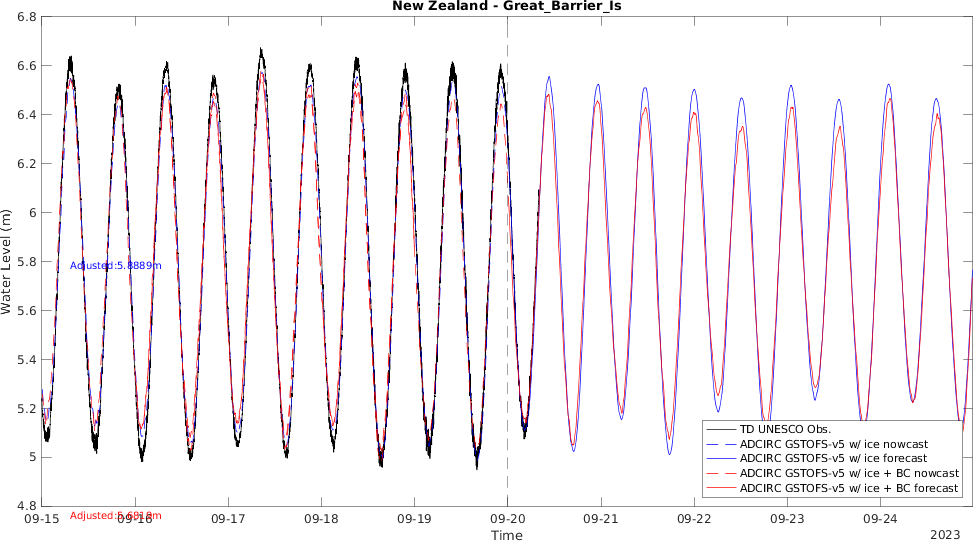 New Zealand - Great_Barrier_Is
6.8
6.6
6.4
6.2
6
5.8
5.6
5.4
5.2
5
4.8
Water Level (m)
Adjusted:5.8889m
TD UNESCO Obs.
ADCIRC GSTOFS-v5 w/ ice nowcast
ADCIRC GSTOFS-v5 w/ ice forecast
ADCIRC GSTOFS-v5 w/ ice + BC nowcast
ADCIRC GSTOFS-v5 w/ ice + BC forecast
09-15 09-16 09-17 09-18 09-19 09-20 09-21 09-22 09-23 09-24
Time
2023